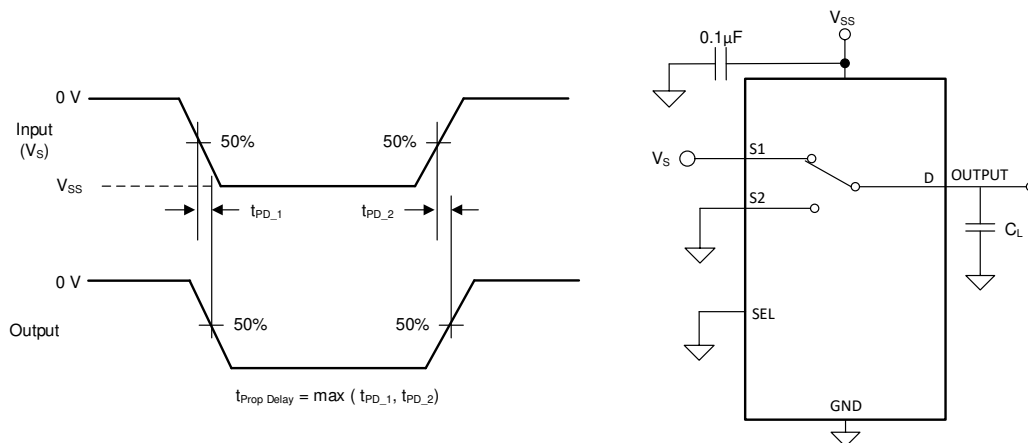 0 V
Input
(VS)
50%
50%
VSS
tPD_1
tPD_2
0 V
Output
50%
50%
tProp Delay = max ( tPD_1, tPD_2)
VSS
0.1µF
VS
S1
S2
D
OUTPUT
CL
SEL
GND